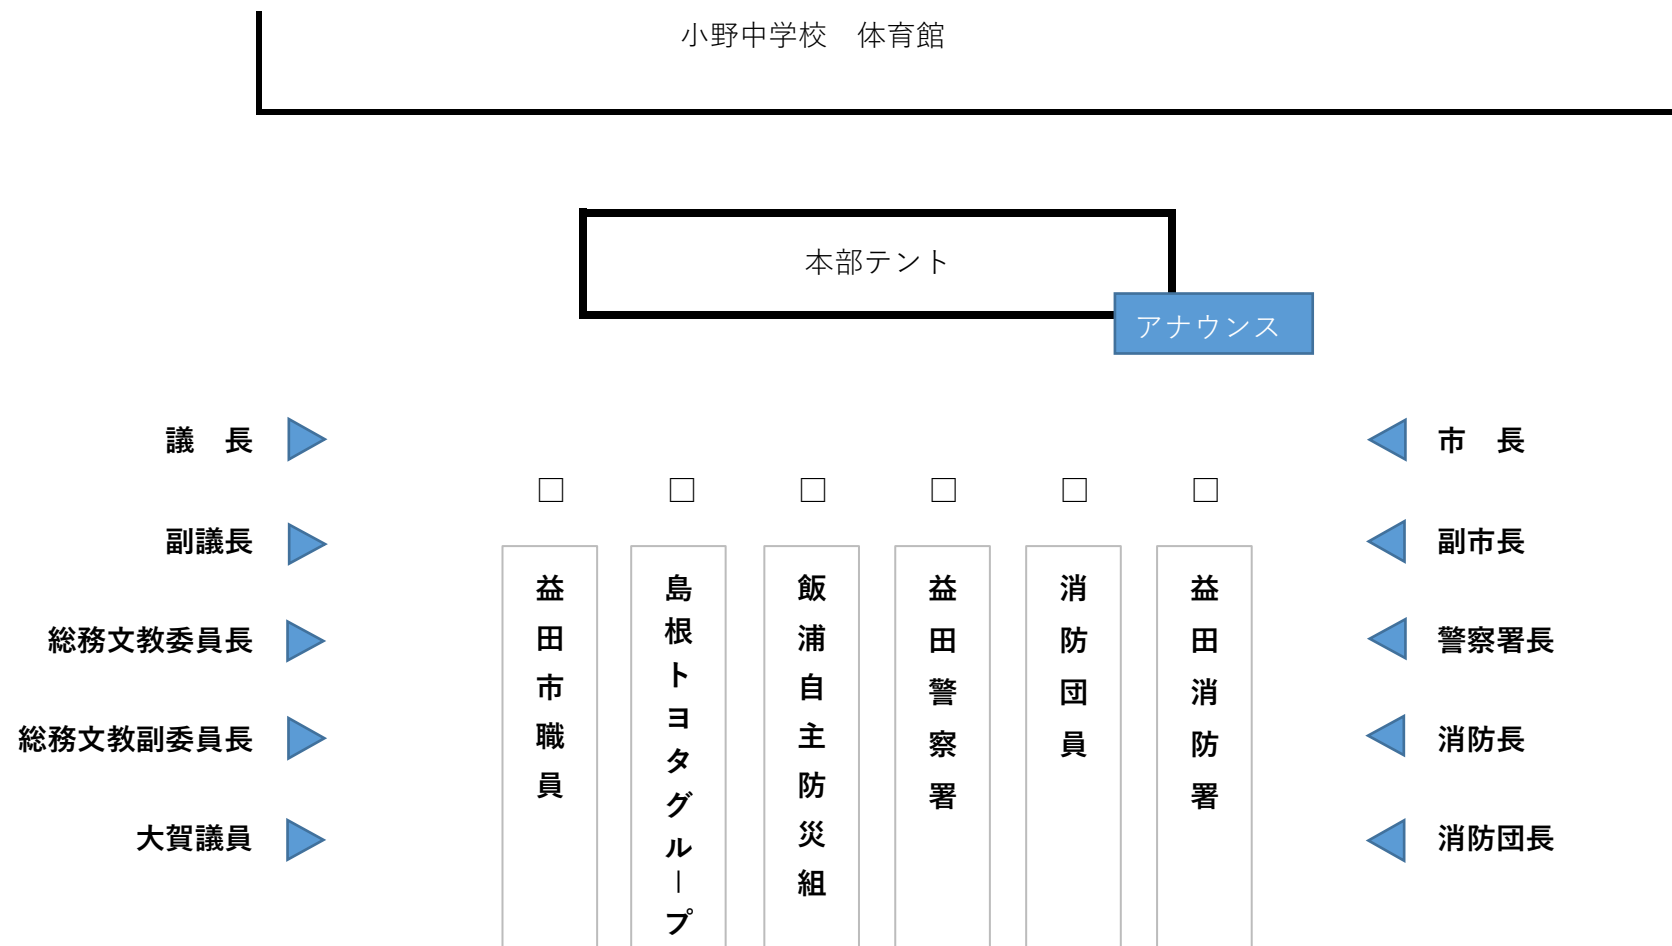 小野中学校　体育館
本部テント
アナウンス
議　長
副議長
総務文教委員長
総務文教副委員長
大賀議員
市　長
副市長
警察署長
消防長
消防団長
□ □ □ □ □ □
益田市職員
島根トヨタグループ
飯浦自主防災組
益田警察署
消防団員
益田消防署